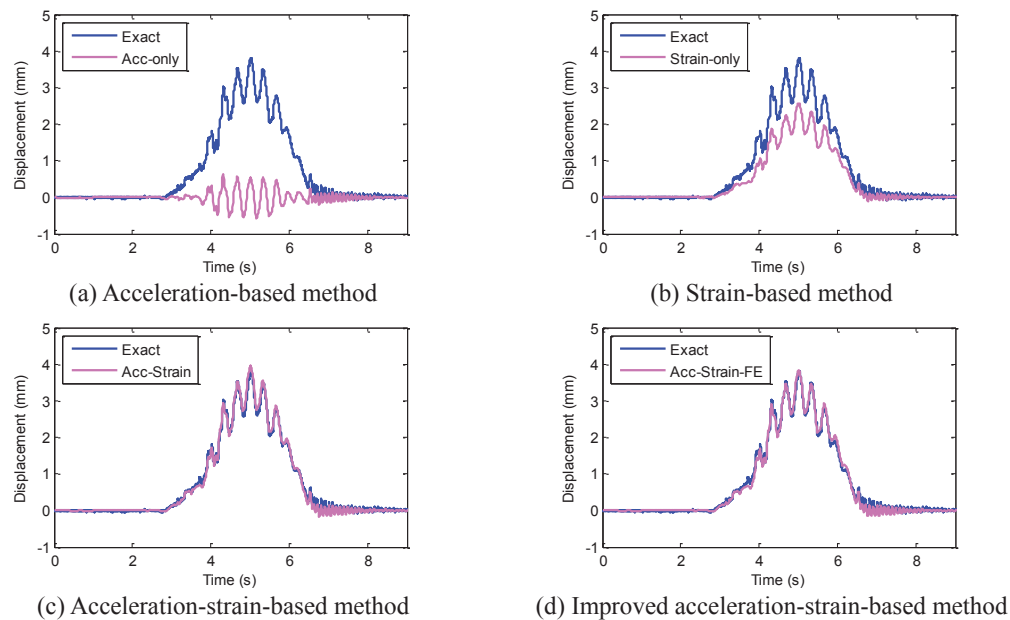 5
4
3
2
1
0
-1
Displacement (mm)
Exact
Acc-only
0 2 4 6 8
Time (s)
(a) Acceleration-based method
5
4
3
2
1
0
-1
Displacement (mm)
Exact
Strain-only
0 2 4 6 8
Time (s)
(b) Strain-based method
5
4
3
2
1
0
-1
Displacement (mm)
Exact
Acc-Strain
0 2 4 6 8
Time (s)
(c) Acceleration-strain-based method
5
4
3
2
1
0
-1
Displacement (mm)
Exact
Acc-Strain-FE
0 2 4 6 8
Time (s)
(d) Improved acceleration-strain-based method